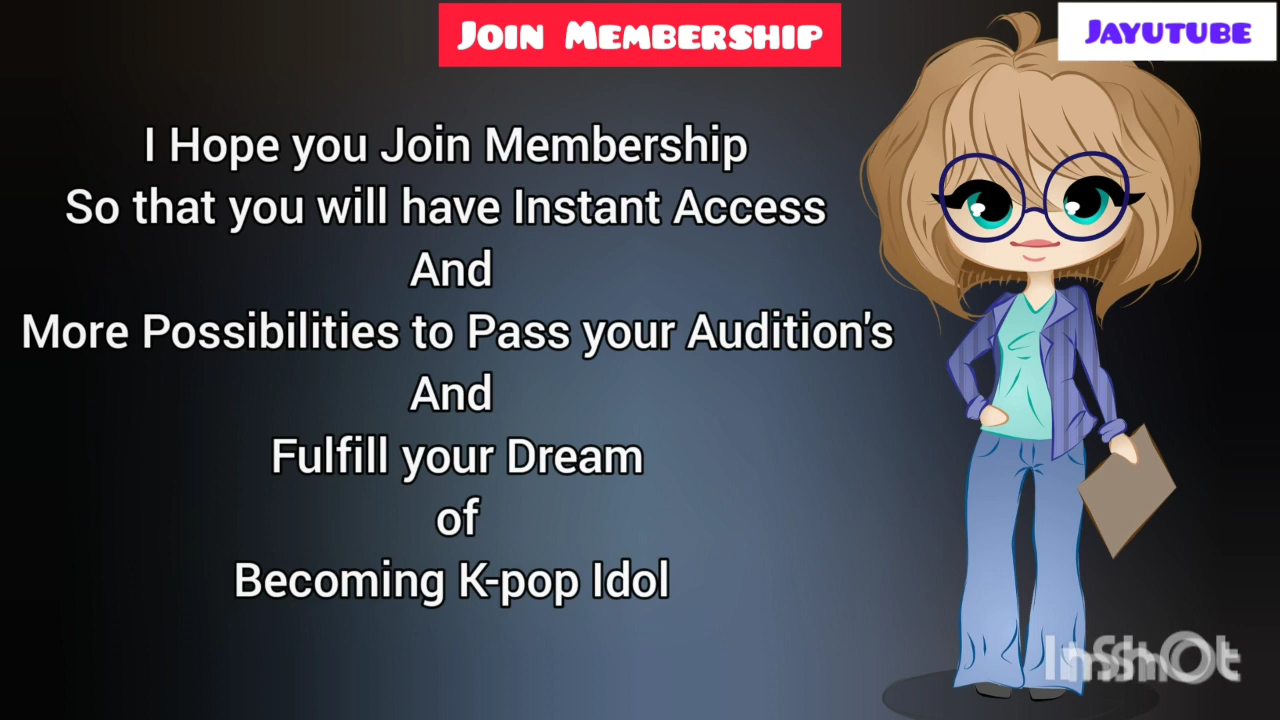 Join Membership
Jayutube
I Hope you Join Membership
So that you will have Instant Access
And
More Possibilities to Pass your Audition's
And
Fulfill your Dream
of
Becoming K-pop Idol
InShOt